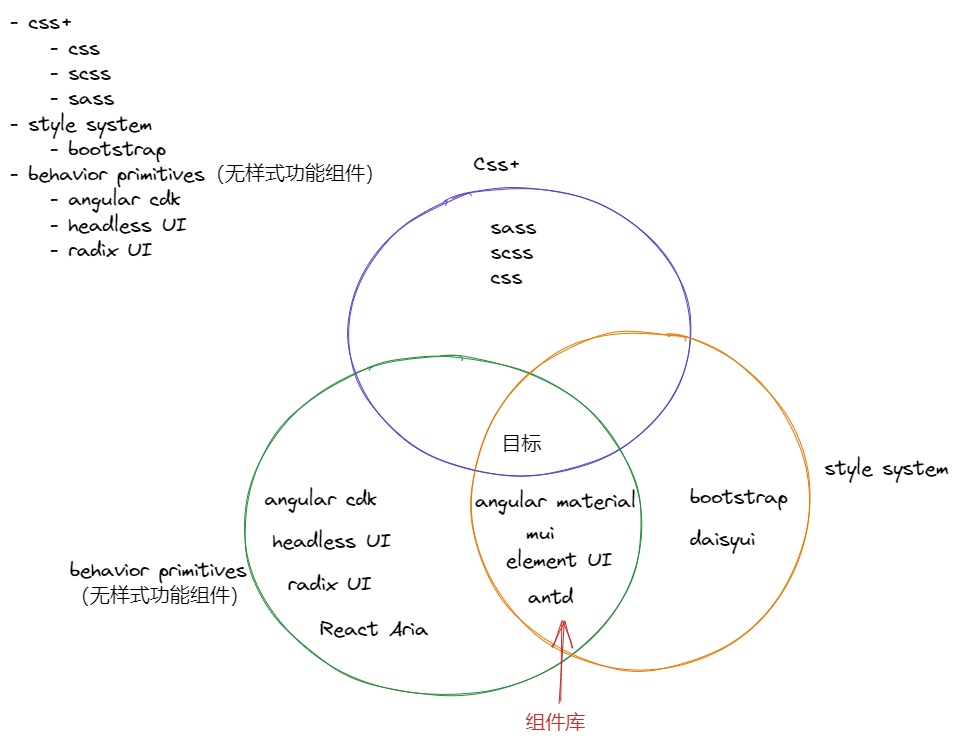 - css+
- css
- scss
- sass
- style system
- bootstrap
- behavior primitives（无样式功能组件）
- angular cdk
- headless UI
- radix UI
Css+
sass
scss
css
目标
style system
angular cdk
angular material
bootstrap
headless UI
mui
daisyui
element UI
behavior primitives
（无样式功能组件）
radix UI
antd
React Aria
组件库